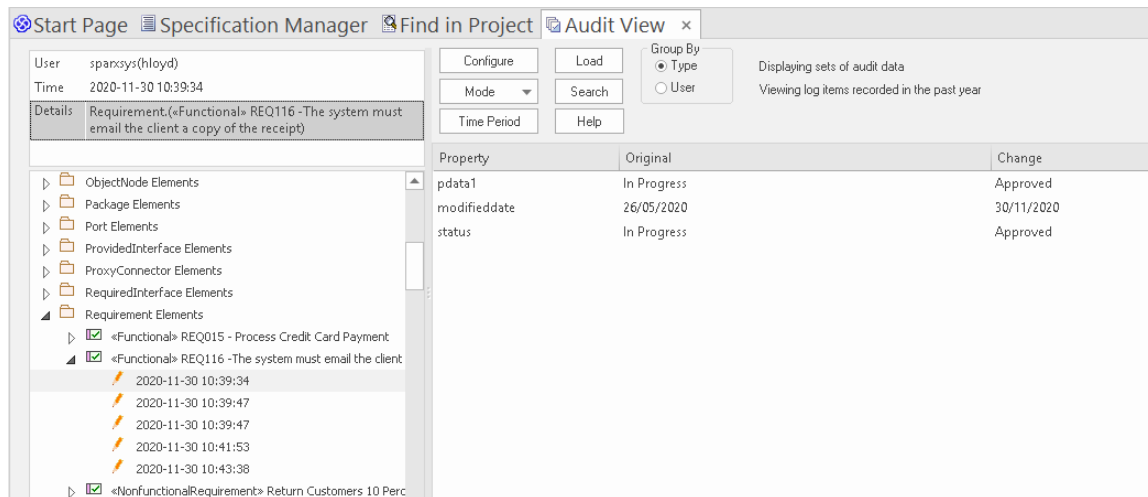 Start Page Specification Manager Find in Project Audit View ×
User sparxsys(hloyd)
Time 2020-11-30 10:39:34
Details Requirement.(«Functional» REQ116 -The system must
email the client a copy of the receipt)
ObjectNode Elements
Package Elements
Port Elements
ProvidedInterface Elements
ProxyConnector Elements
RequiredInterface Elements
Requirement Elements
«Functional» REQ015 - Process Credit Card Payment
«Functional» REQ116 -The system must email the client
2020-11-30 10:39:34
2020-11-30 10:39:47
2020-11-30 10:39:47
2020-11-30 10:41:53
2020-11-30 10:43:38
«NonfunctionalRequirement» Return Customers 10 Perc
Configure Load
Mode Search
Time Period Help
Group By
Type
User
Displaying sets of audit data
Viewing log items recorded in the past year
Property Original Change
pdata1 In Progress Approved
modifieddate 26/05/2020 30/11/2020
status In Progress Approved